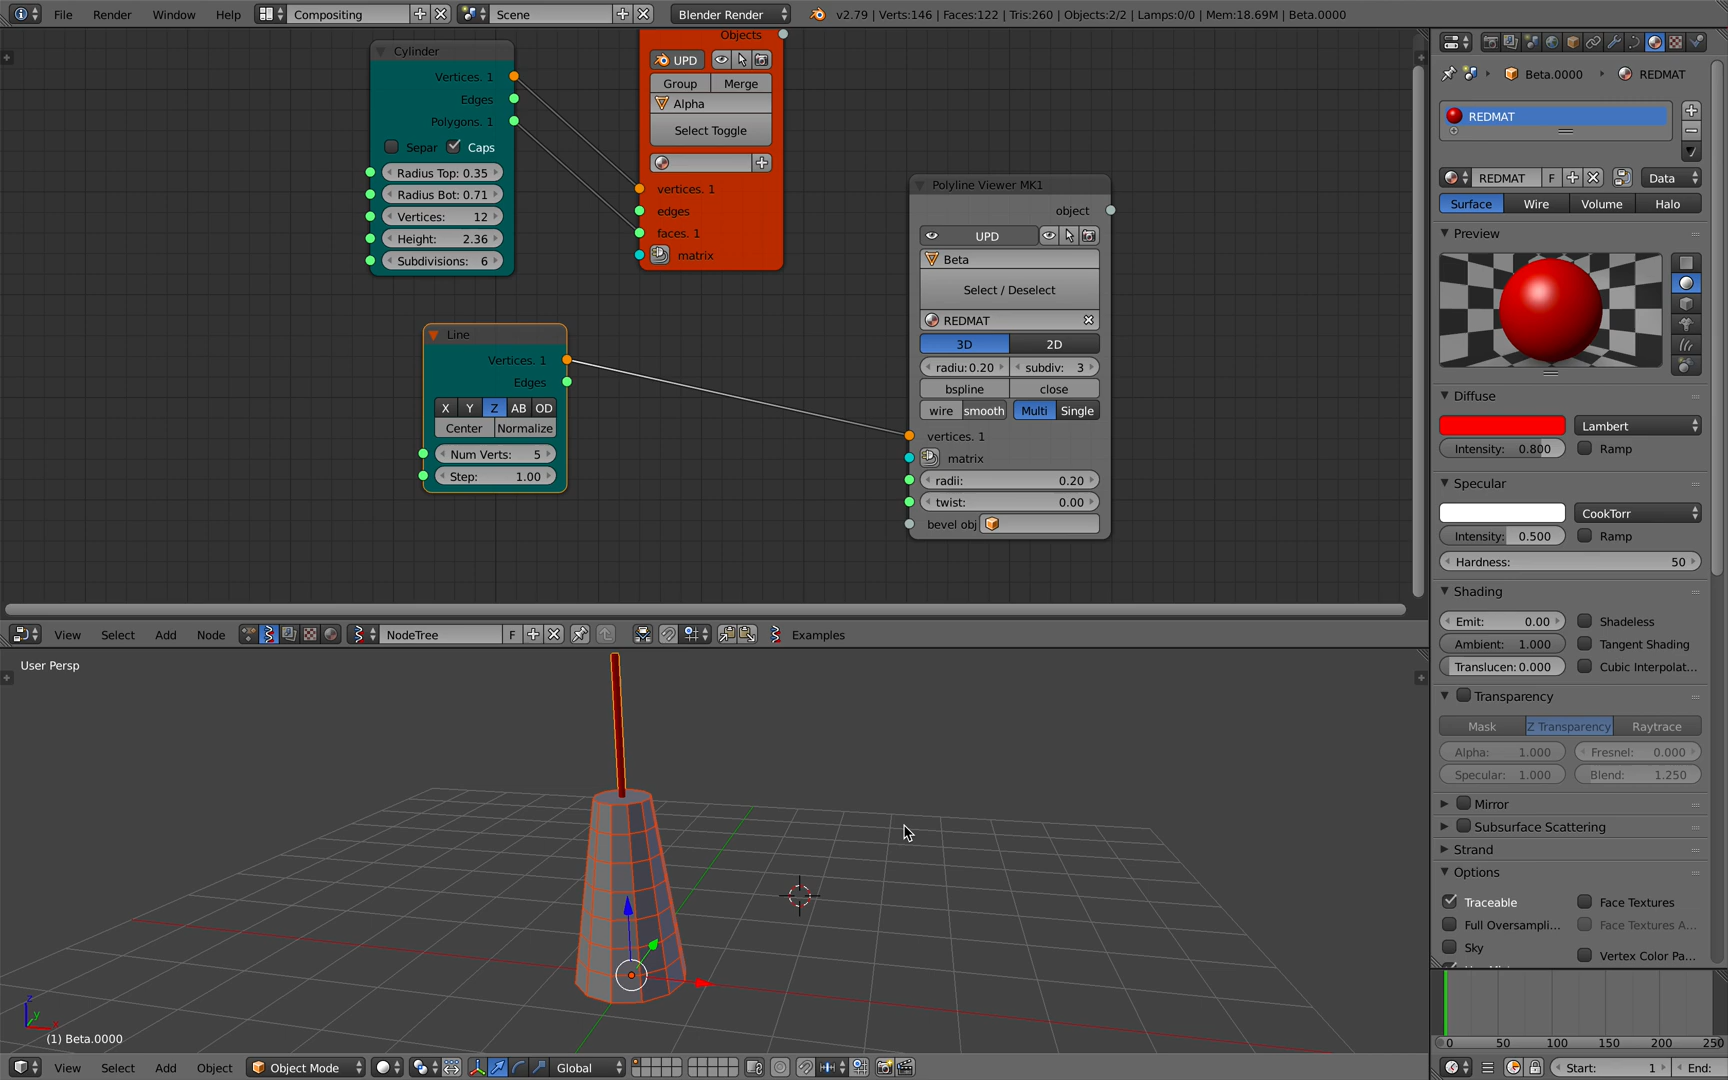 File Render Window Help Compositing Scene Blender Render v2.79 | Verts:146 | Faces:122 | Tris:260 | Objects:2/2 | Lamps:0/0 | Mem:18.69M | Beta.0000
Cylinder
Vertices. 1
Edges
Polygons. 1
Separ Caps
Radius Top: 0.35
Radius Bot: 0.71
Vertices: 12
Height: 2.36
Subdivisions: 6
Objects
UPD
Group Merge
Alpha
Select Toggle
vertices. 1
edges
faces. 1
matrix
Line
Vertices. 1
Edges
X Y Z AB OD
Center Normalize
Num Verts: 5
Step: 1.00
Polyline Viewer MK1
object
UPD
Beta
Select / Deselect
REDMAT
3D 2D
radiu: 0.20 subdiv: 3
bspline close
wire smooth Multi Single
vertices. 1
matrix
radii: 0.20
twist: 0.00
bevel obj
View Select Add Node NodeTree F Examples
User Persp
z
y
(1) Beta.0000
View Select Add Object Object Mode Global
Beta.0000 REDMAT
REDMAT
REDMAT F Data
Surface Wire Volume Halo
Preview
Diffuse
Lambert
Intensity: 0.800 Ramp
Specular
CookTorr
Intensity: 0.500 Ramp
Hardness: 50
Shading
Emit: 0.00 Shadeless
Ambient: 1.000 Tangent Shading
Translucen: 0.000 Cubic Interpolat...
Transparency
Mask Z Transparency Raytrace
Alpha: 1.000 Fresnel: 0.000
Specular: 1.000 Blend: 1.250
Mirror
Subsurface Scattering
Strand
Options
Traceable Face Textures
Full Oversampli... Face Textures A...
Sky Vertex Color Pa...
0 50 100 150 200 250
Start: 1 End: